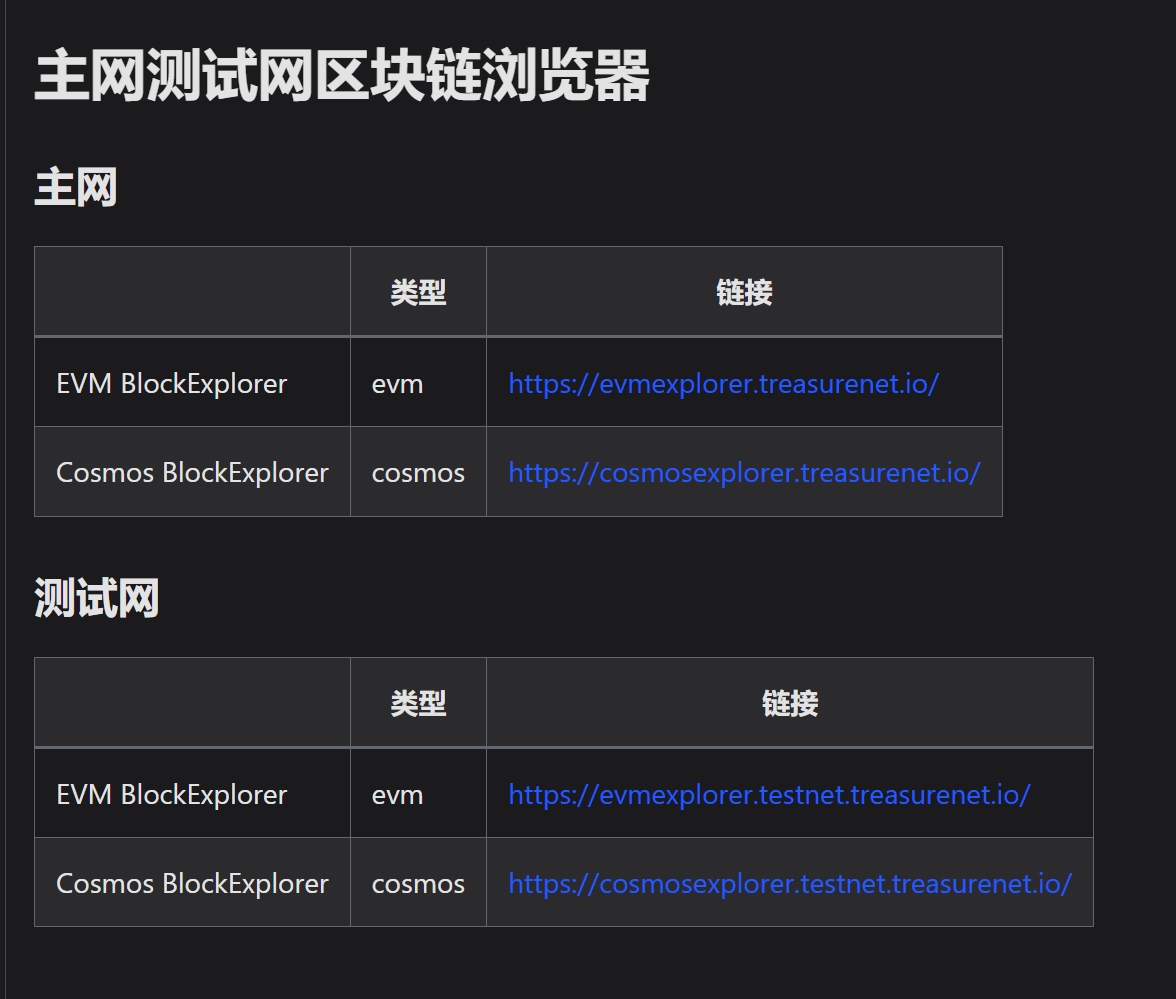 主网测试网区块链浏览器
主网
类型 链接
EVM BlockExplorer evm https://evmexplorer.treasurenet.io/
Cosmos BlockExplorer cosmos https://cosmosexplorer.treasurenet.io/
测试网
类型 链接
EVM BlockExplorer evm https://evmexplorer.testnet.treasurenet.io/
Cosmos BlockExplorer cosmos https://cosmosexplorer.testnet.treasurenet.io/